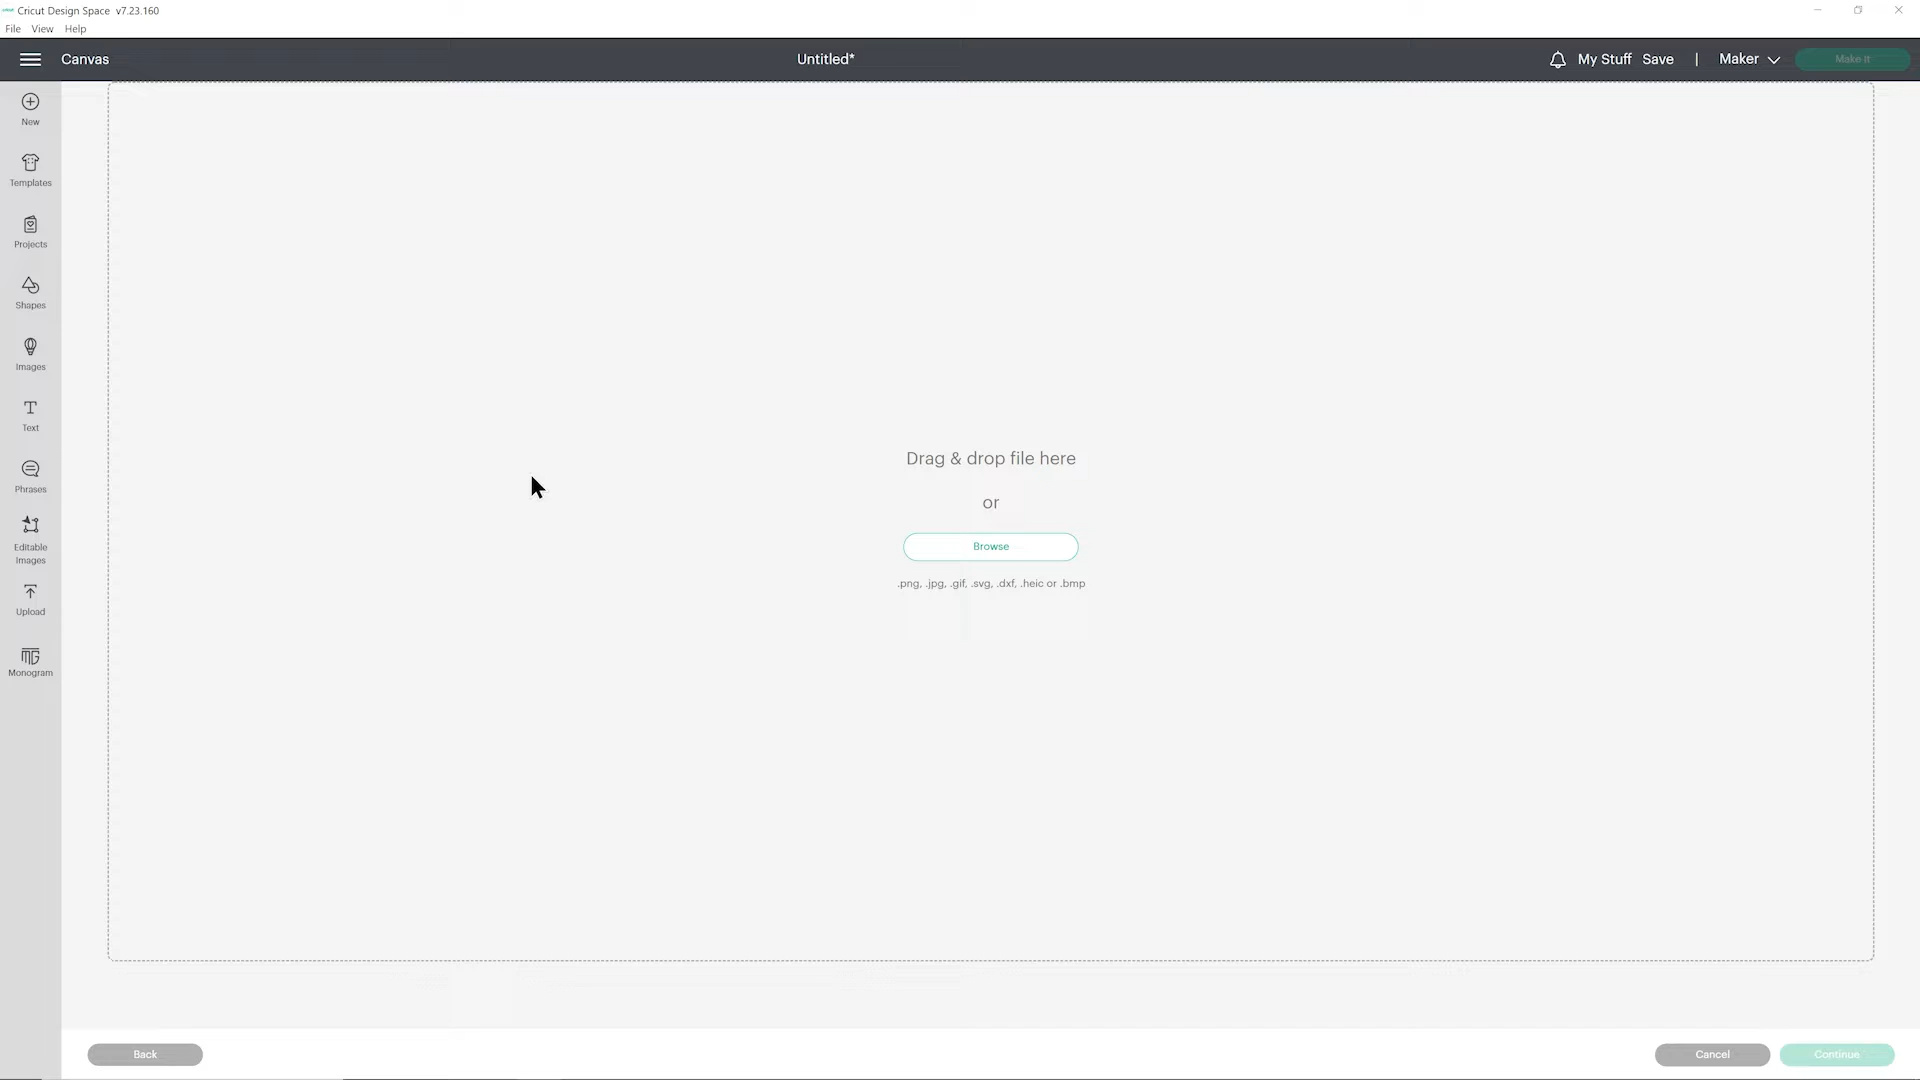 Cricut Design Space v7.23.160
File View Help
Canvas
Untitled*
My Stuff Save | Maker
Make It
New
Templates
Projects
Shapes
Images
Text
Phrases
Editable
Images
Upload
Monogram
Drag & drop file here
or
Browse
.png, .jpg, .gif, .svg, .dxf, .heic or .bmp
Back
Cancel
Continue